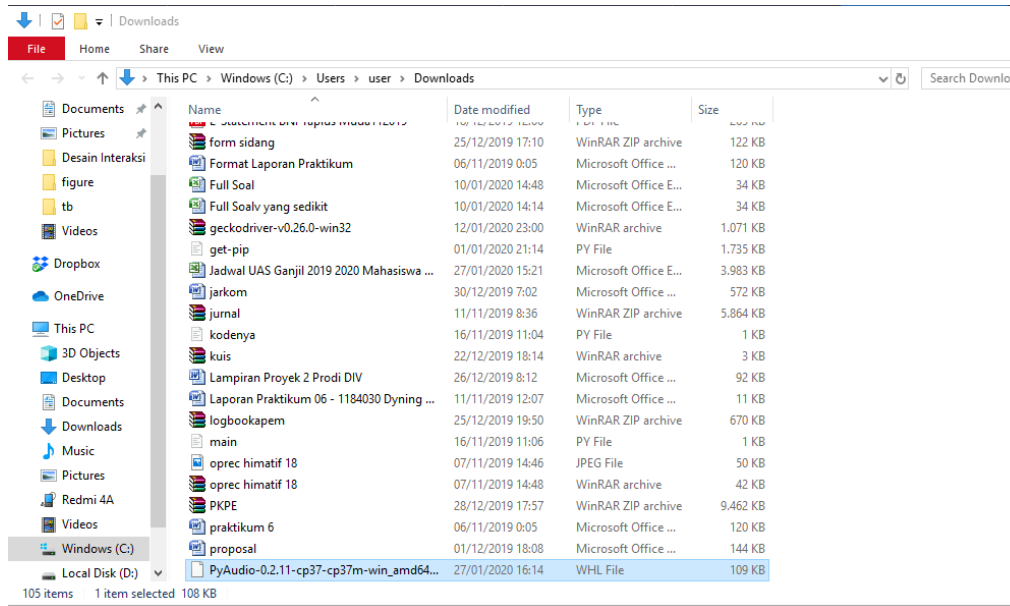 Downloads
File Home Share View
This PC Windows (C:) Users user Downloads Search Downlo
Documents
Pictures
Desain Interaksi
figure
tb
Videos
Dropbox
OneDrive
This PC
3D Objects
Desktop
Documents
Downloads
Music
Pictures
Redmi 4A
Videos
Windows (C:)
Local Disk (D:)
Name Date modified Type Size
form sidang 25/12/2019 17:10 WinRAR ZIP archive 122 KB
Format Laporan Praktikum 06/11/2019 0:05 Microsoft Office ... 120 KB
Full Soal 10/01/2020 14:48 Microsoft Office E... 34 KB
Full Soalv yang sedikit 10/01/2020 14:14 Microsoft Office E... 34 KB
geckodriver-v0.26.0-win32 12/01/2020 23:00 WinRAR archive 1.071 KB
get-pip 01/01/2020 21:14 PY File 1.735 KB
Jadwal UAS Ganjil 2019 2020 Mahasiswa ... 27/01/2020 15:21 Microsoft Office E... 3.983 KB
jarkom 30/12/2019 7:02 Microsoft Office ... 572 KB
jurnal 11/11/2019 8:36 WinRAR ZIP archive 5.864 KB
kodenya 16/11/2019 11:04 PY File 1 KB
kuis 22/12/2019 18:14 WinRAR archive 3 KB
Lampiran Proyek 2 Prodi DIV 26/12/2019 8:12 Microsoft Office ... 92 KB
Laporan Praktikum 06 - 1184030 Dyning ... 11/11/2019 12:07 Microsoft Office ... 11 KB
logbookapem 25/12/2019 19:50 WinRAR ZIP archive 670 KB
main 16/11/2019 11:06 PY File 1 KB
oprec himatif 18 07/11/2019 14:46 JPEG File 50 KB
oprec himatif 18 07/11/2019 14:48 WinRAR archive 42 KB
PKPE 28/12/2019 17:57 WinRAR ZIP archive 9.462 KB
praktikum 6 06/11/2019 0:05 Microsoft Office ... 120 KB
proposal 01/12/2019 18:08 Microsoft Office ... 144 KB
PyAudio-0.2.11-cp37-cp37m-win_amd64... 27/01/2020 16:14 WHL File 109 KB
105 items 1 item selected 108 KB